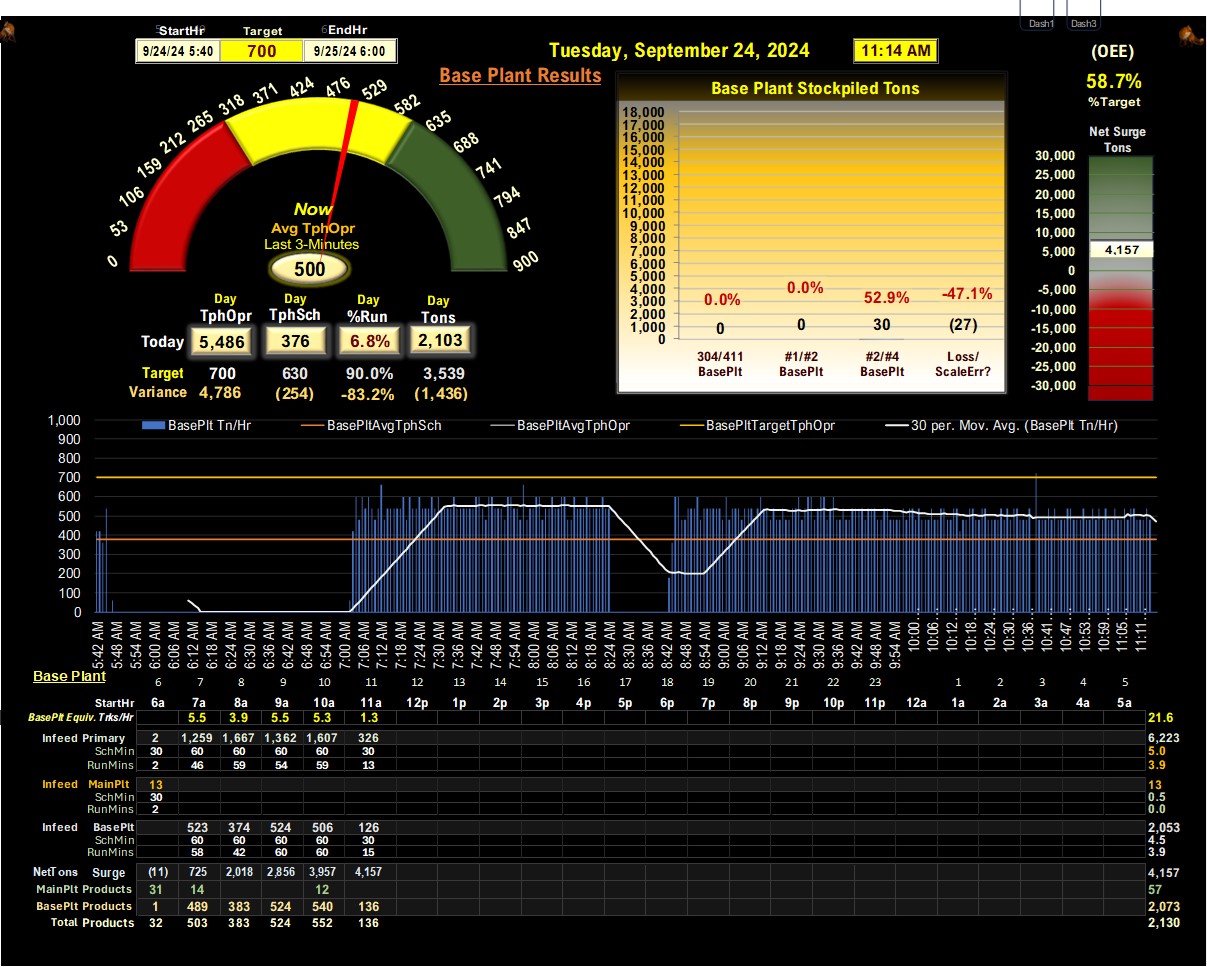 Dash1 Dash3
StartHr Target EndHr
9/24/24 5:40 700 9/25/24 6:00
Tuesday, September 24, 2024 11:14 AM
(OEE)
58.7%
%Target
Base Plant Results
0 53 106 159 212 265 318 371 424 476 529 582 635 688 741 794 847 900
Now
Avg TphOpr
Last 3-Minutes
500
Day Day Day Day
TphOpr TphSch %Run Tons
Today 5,486 376 6.8% 2,103
Target 700 630 90.0% 3,539
Variance 4,786 (254) -83.2% (1,436)
Base Plant Stockpiled Tons
18,000
17,000
16,000
15,000
14,000
13,000
12,000
11,000
10,000
9,000
8,000
7,000
6,000
5,000
4,000
3,000
2,000
1,000
0
0.0% 0.0% 52.9% -47.1%
0 0 30 (27)
304/411 #1/#2 #2/#4 Loss/
BasePlt BasePlt BasePlt ScaleErr?
Net Surge
Tons
30,000
25,000
20,000
15,000
10,000
5,000
0
-5,000
-10,000
-15,000
-20,000
-25,000
-30,000
4,157
BasePlt Tn/Hr BasePltAvgTphSch BasePltAvgTphOpr BasePltTargetTphOpr 30 per. Mov. Avg. (BasePlt Tn/Hr)
1,000
900
800
700
600
500
400
300
200
100
0
5:42 AM 5:48 AM 5:54 AM 6:00 AM 6:06 AM 6:12 AM 6:18 AM 6:24 AM 6:30 AM 6:36 AM 6:42 AM 6:48 AM 6:54 AM 7:00 AM 7:06 AM 7:12 AM 7:18 AM 7:24 AM 7:30 AM 7:36 AM 7:42 AM 7:48 AM 7:54 AM 8:00 AM 8:06 AM 8:12 AM 8:18 AM 8:24 AM 8:30 AM 8:36 AM 8:42 AM 8:48 AM 8:54 AM 9:00 AM 9:06 AM 9:12 AM 9:18 AM 9:24 AM 9:30 AM 9:36 AM 9:42 AM 9:48 AM 9:54 AM 10:00... 10:06... 10:12... 10:18... 10:24... 10:30... 10:36... 10:41... 10:47... 10:53... 10:59... 11:05... 11:11...
Base Plant
6 7 8 9 10 11 12 13 14 15 16 17 18 19 20 21 22 23 1 2 3 4 5
StartHr 6a 7a 8a 9a 10a 11a 12p 1p 2p 3p 4p 5p 6p 7p 8p 9p 10p 11p 12a 1a 2a 3a 4a 5a
BasePlt Equiv. Trks/Hr 5.5 3.9 5.5 5.3 1.3 21.6
Infeed Primary 2 1,259 1,667 1,362 1,607 326 6,223
SchMin 30 60 60 60 60 30 5.0
RunMins 2 46 59 54 59 13 3.9
Infeed MainPlt 13 13
SchMin 30 0.5
RunMins 2 0.0
Infeed BasePlt 523 374 524 506 126 2,053
SchMin 60 60 60 60 30 4.5
RunMins 58 42 60 60 15 3.9
NetTons Surge (11) 725 2,018 2,856 3,957 4,157 4,157
MainPlt Products 31 14 12 57
BasePlt Products 1 489 383 524 540 136 2,073
Total Products 32 503 383 524 552 136 2,130